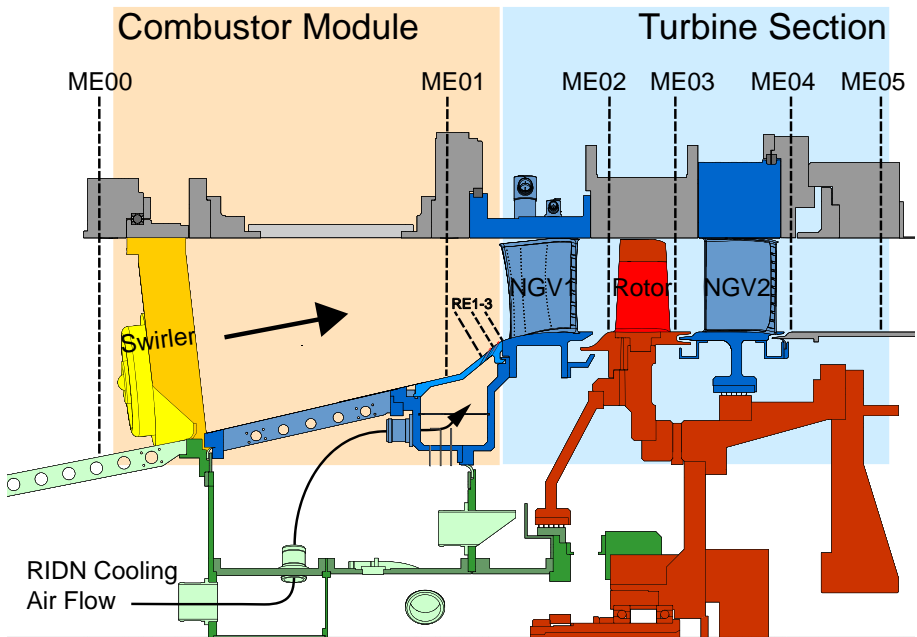 Combustor Module
Turbine Section
ME00
ME01
ME02
ME03
ME04
ME05
RE1-3
NGV1
Rotor
NGV2
Swirler
RIDN Cooling
Air Flow